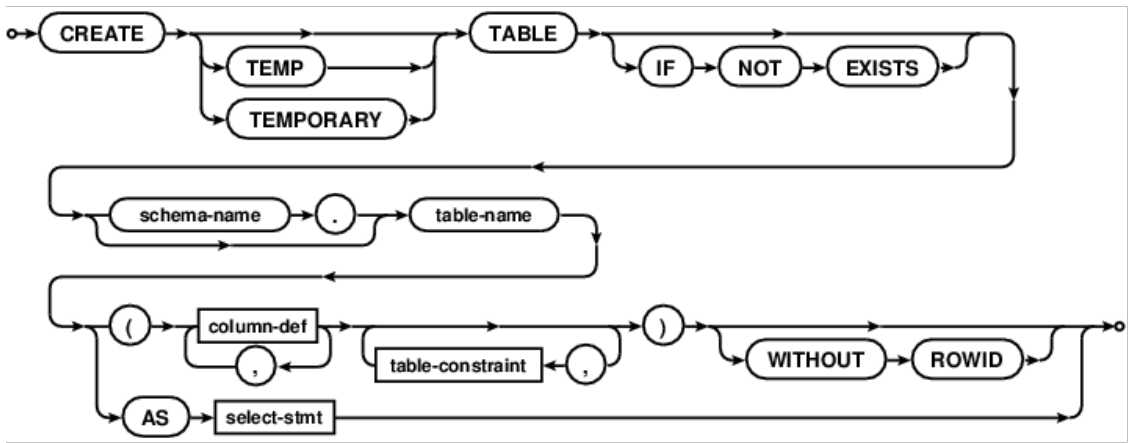 CREATE TABLE
TEMP IF NOT EXISTS
TEMPORARY
schema-name . table-name
( column-def )
, table-constraint , WITHOUT ROWID
AS select-stmt